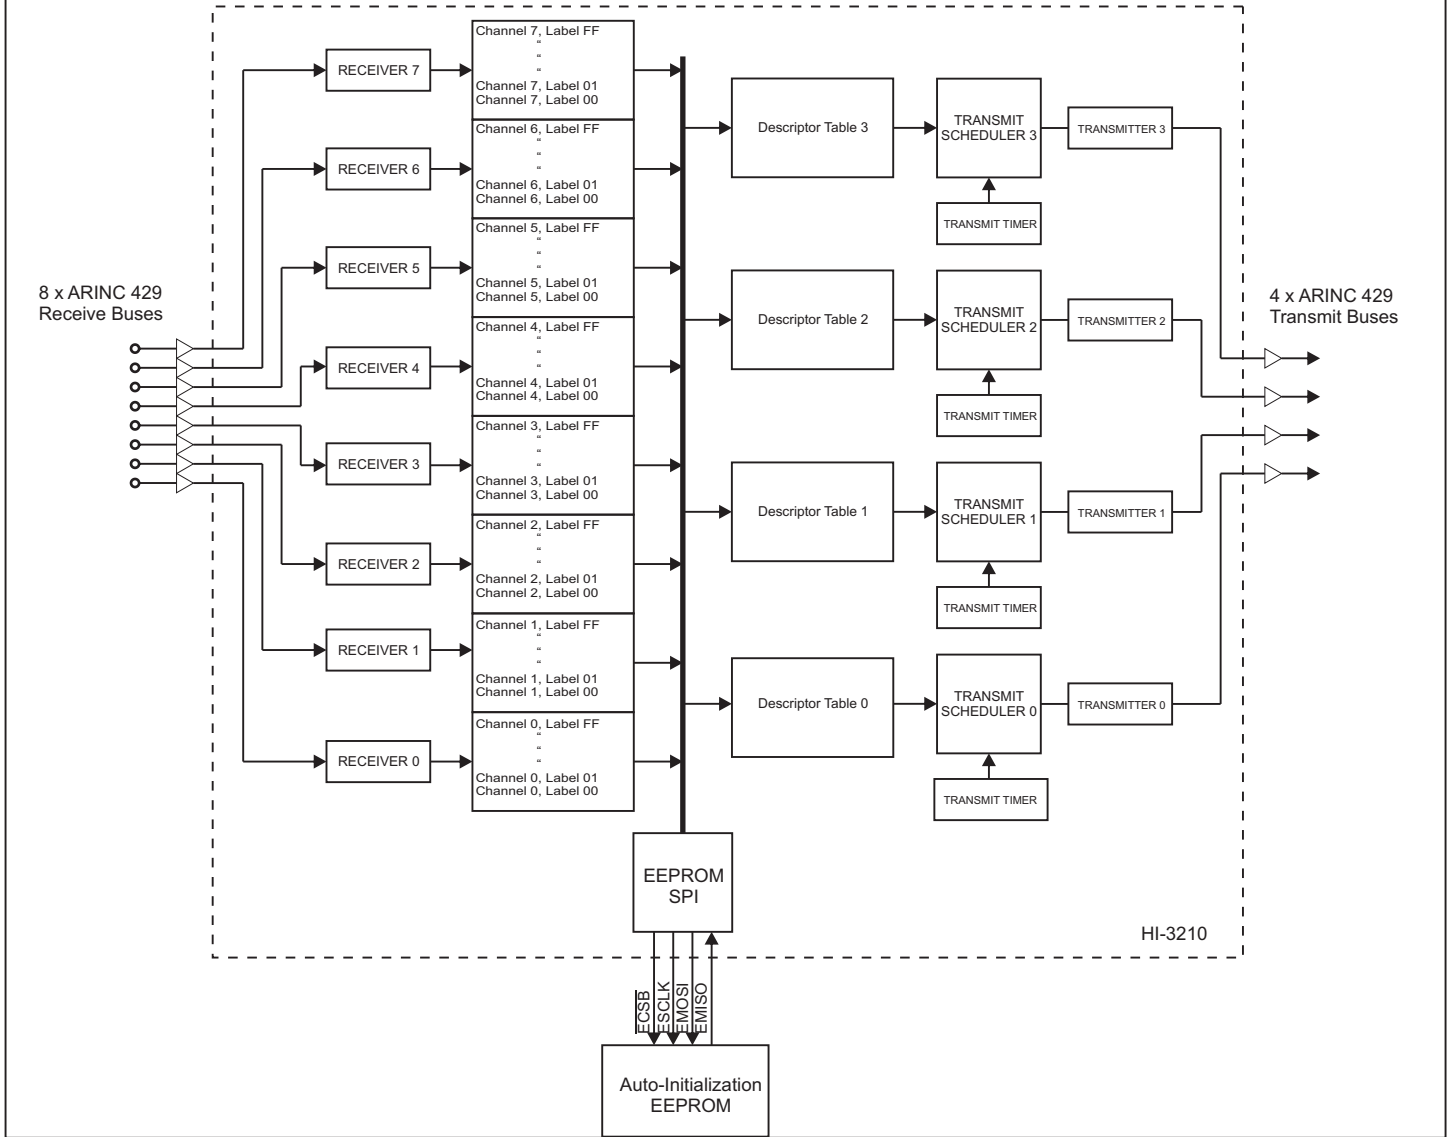 8 x ARINC 429
Receive Buses
RECEIVER 7
RECEIVER 6
RECEIVER 5
RECEIVER 4
RECEIVER 3
RECEIVER 2
RECEIVER 1
RECEIVER 0
Channel 7, Label FF
“
“
“
Channel 7, Label 01
Channel 7, Label 00
Channel 6, Label FF
“
“
“
Channel 6, Label 01
Channel 6, Label 00
Channel 5, Label FF
“
“
“
Channel 5, Label 01
Channel 5, Label 00
Channel 4, Label FF
“
“
“
Channel 4, Label 01
Channel 4, Label 00
Channel 3, Label FF
“
“
“
Channel 3, Label 01
Channel 3, Label 00
Channel 2, Label FF
“
“
“
Channel 2, Label 01
Channel 2, Label 00
Channel 1, Label FF
“
“
“
Channel 1, Label 01
Channel 1, Label 00
Channel 0, Label FF
“
“
“
Channel 0, Label 01
Channel 0, Label 00
Descriptor Table 3
TRANSMIT
SCHEDULER 3
TRANSMITTER 3
TRANSMIT TIMER
Descriptor Table 2
TRANSMIT
SCHEDULER 2
TRANSMITTER 2
TRANSMIT TIMER
Descriptor Table 1
TRANSMIT
SCHEDULER 1
TRANSMITTER 1
TRANSMIT TIMER
Descriptor Table 0
TRANSMIT
SCHEDULER 0
TRANSMITTER 0
TRANSMIT TIMER
4 x ARINC 429
Transmit Buses
EEPROM
SPI
HI-3210
ECSB
ESCLK
EMOSI
EMISO
Auto-Initialization
EEPROM